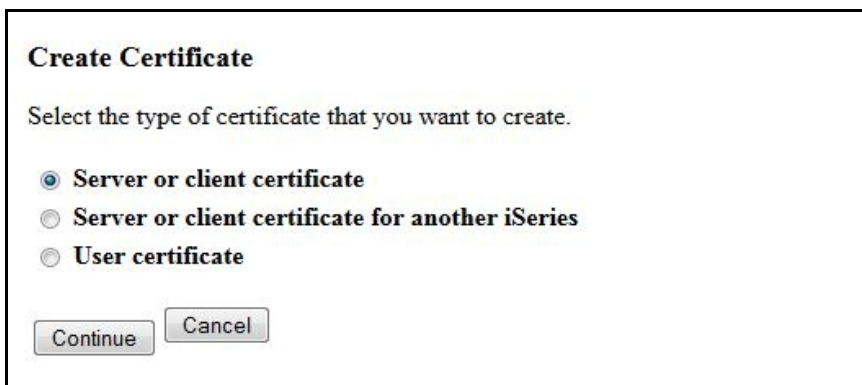 Create Certificate
Select the type of certificate that you want to create.
Server or client certificate
Server or client certificate for another iSeries
User certificate
Continue Cancel